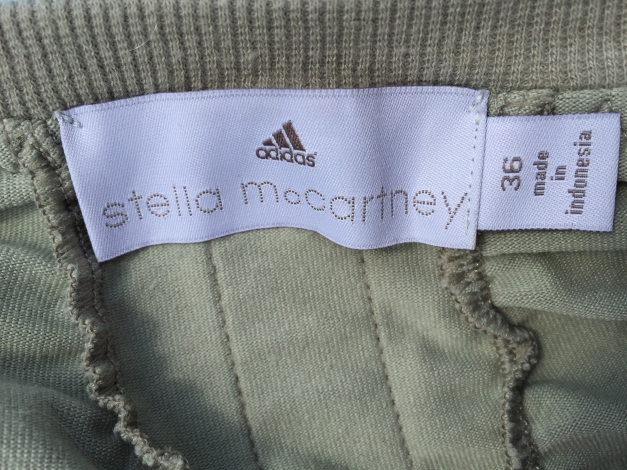 adidas
stella mccartney
36
made
in
indonesia